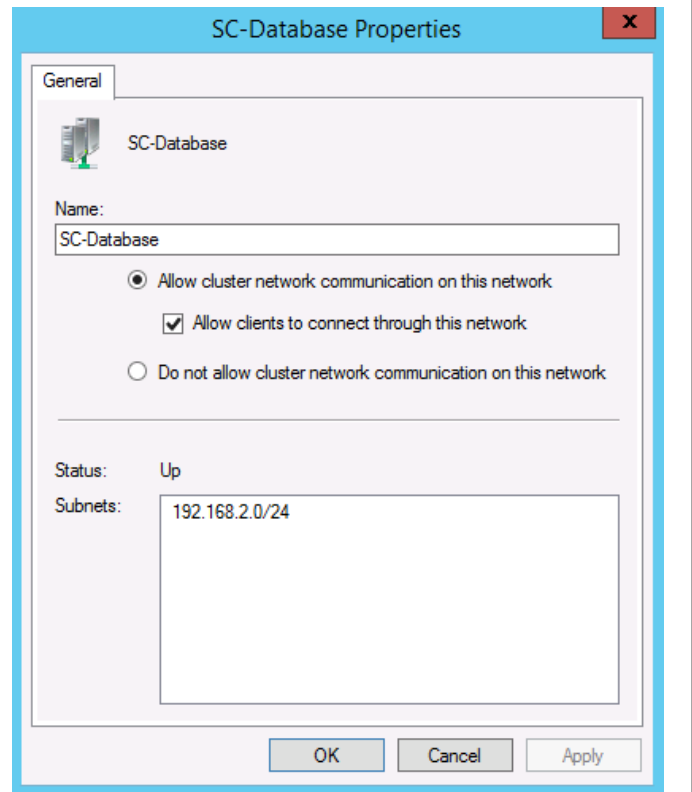 SC-Database Properties
x
General
SC-Database
Name:
SC-Database
Allow cluster network communication on this network
Allow clients to connect through this network
Do not allow cluster network communication on this network
Status: Up
Subnets: 192.168.2.0/24
OK Cancel Apply